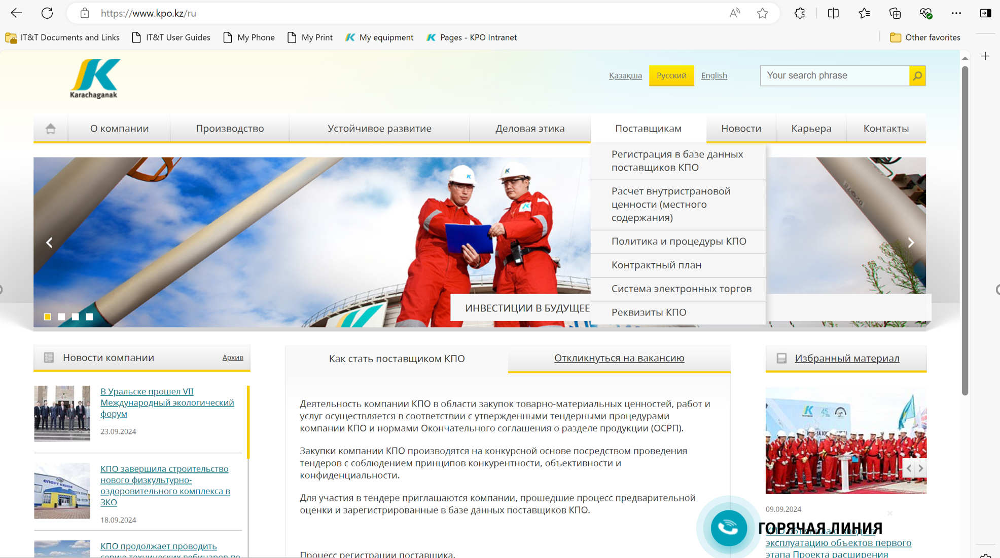 https://www.kpo.kz/ru
IT&T Documents and Links
IT&T User Guides
My Phone
My Print
My equipment
Pages - KPO Intranet
Other favorites
Karachaganak
Қазақша
Русский
English
Your search phrase
О компании
Производство
Устойчивое развитие
Деловая этика
Поставщикам
Новости
Карьера
Контакты
Регистрация в базе данных
поставщиков КПО
Расчет внутристрановой
ценности (местного
содержания)
Политика и процедуры КПО
Контрактный план
Система электронных торгов
Реквизиты КПО
ИНВЕСТИЦИИ В БУДУЩЕЕ
Новости компании
Архив
В Уральске прошел VII
Международный экологический
форум
23.09.2024
КПО завершила строительство
нового физкультурно-
оздоровительного комплекса в
ЗКО
18.09.2024
КПО продолжает проводить
серию технических вебинаров по
Как стать поставщиком КПО
Откликнуться на вакансию
Деятельность компании КПО в области закупок товарно-материальных ценностей, работ и
услуг осуществляется в соответствии с утвержденными тендерными процедурами
компании КПО и нормами Окончательного соглашения о разделе продукции (ОСРП).
Закупки компании КПО производятся на конкурсной основе посредством проведения
тендеров с соблюдением принципов конкурентности, объективности и
конфиденциальности.
Для участия в тендере приглашаются компании, прошедшие процесс предварительной
оценки и зарегистрированные в базе данных поставщиков КПО.
Процесс регистрации поставщика.
Избранный материал
09.09.2024
ГОРЯЧАЯ ЛИНИЯ
КПО объявила о вводе в
эксплуатацию объектов первого
этапа Проекта расширения